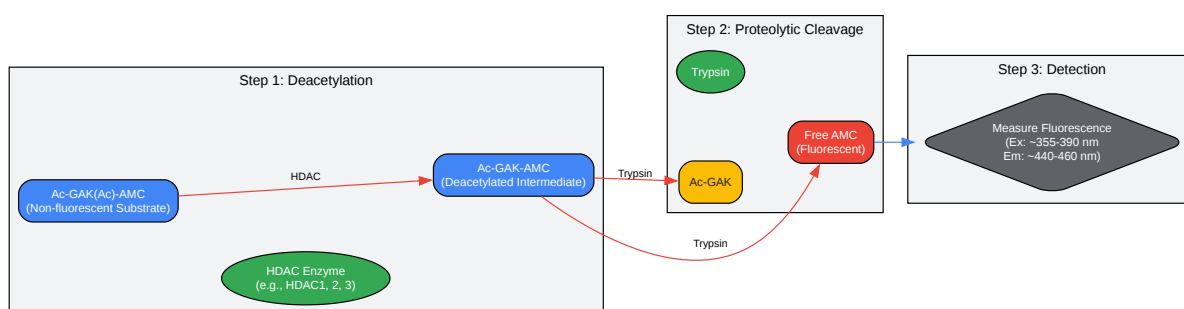 Step 1: Deacetylation
Ac-GAK(Ac)-AMC
(Non-fluorescent Substrate)
HDAC
Ac-GAK-AMC
(Deacetylated Intermediate)
HDAC Enzyme
(e.g., HDAC1, 2, 3)
Trypsin
Trypsin
Step 2: Proteolytic Cleavage
Trypsin
Ac-GAK
Free AMC
(Fluorescent)
Step 3: Detection
Measure Fluorescence
(Ex: ~355-390 nm
Em: ~440-460 nm)